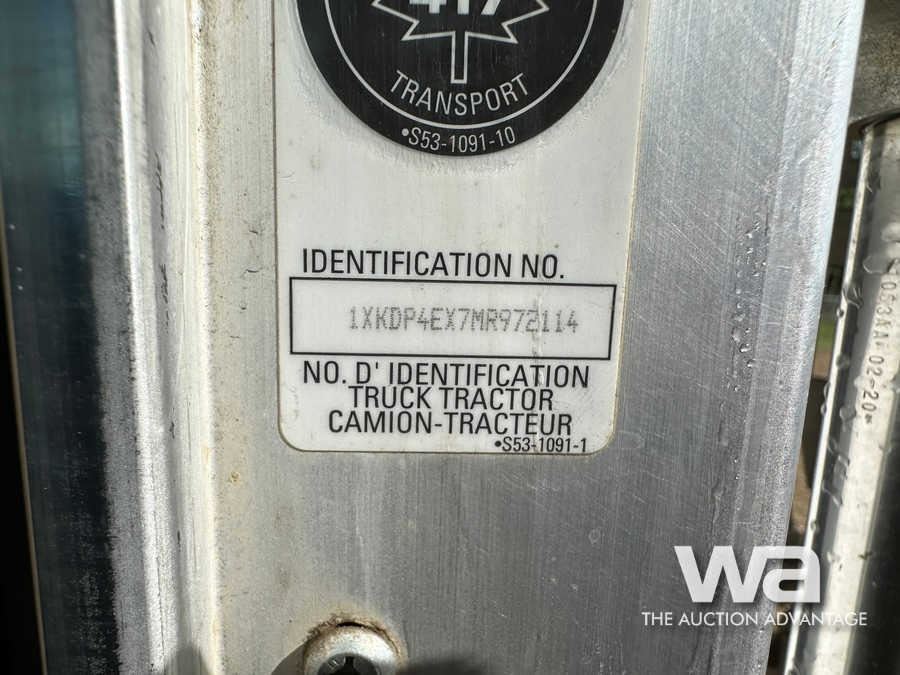 417
TRANSPORT
•S53-1091-10
IDENTIFICATION NO.
1XKDP4EX7MR972114
NO. D' IDENTIFICATION
TRUCK TRACTOR
CAMION-TRACTEUR
•S53-1091-1
wa
THE AUCTION ADVANTAGE